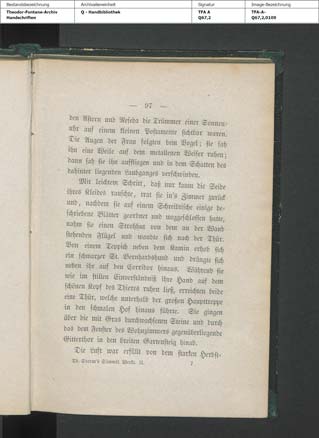 Bestandsbezeichnung Archivaleneinheit Signatur Image-Bezeichnung
Theodor-Fontane-Archiv Q - Handbibliothek TFA A TFA-A-
Handschriften Q67,2 Q67,2,0109
— 97 —
den Astern und Reseda die Trümmer einer Sonnen-
uhr auf einem kleinen Postamente sichtbar waren.
Die Augen der Frau folgten dem Vogel; sie sah
ihn eine Weile auf dem metallenen Weiser ruhen;
dann sah sie ihn auffliegen und in dem Schatten des
dahinter liegenden Laubganges verschwinden.
Mit leichtem Schritt, daß nur kaum die Seide
ihres Kleides rauschte, trat sie in's Zimmer zurück
und, nachdem sie auf einem Schreibtische einige be-
schriebene Blätter geordnet und weggeschlossen hatte,
nahm sie einen Strohhut von dem an der Wand
stehenden Flügel und wandte sich nach der Thür.
Von einem Teppich neben dem Kamin erhob sich
ein schwarzer St. Bernhardshund und drängte sich
neben ihr auf den Corridor hinaus. Während sie
wie im stillen Einverständniß ihre Hand auf dem
schönen Kopf des Thieres ruhen ließ, erreichten beide
eine Thür, welche unterhalb der großen Haupttreppe
in den schmalen Hof hinaus führte. Sie gingen
über die mit Gras durchwachsenen Steine und durch
das dem Fenster des Wohnzimmers gegenüberliegende
Gitterthor in den breiten Gartensteig hinab.
Die Luft war erfüllt von dem starken Herbst-
Th. Storm's Sämmtl. Werke. II. 7